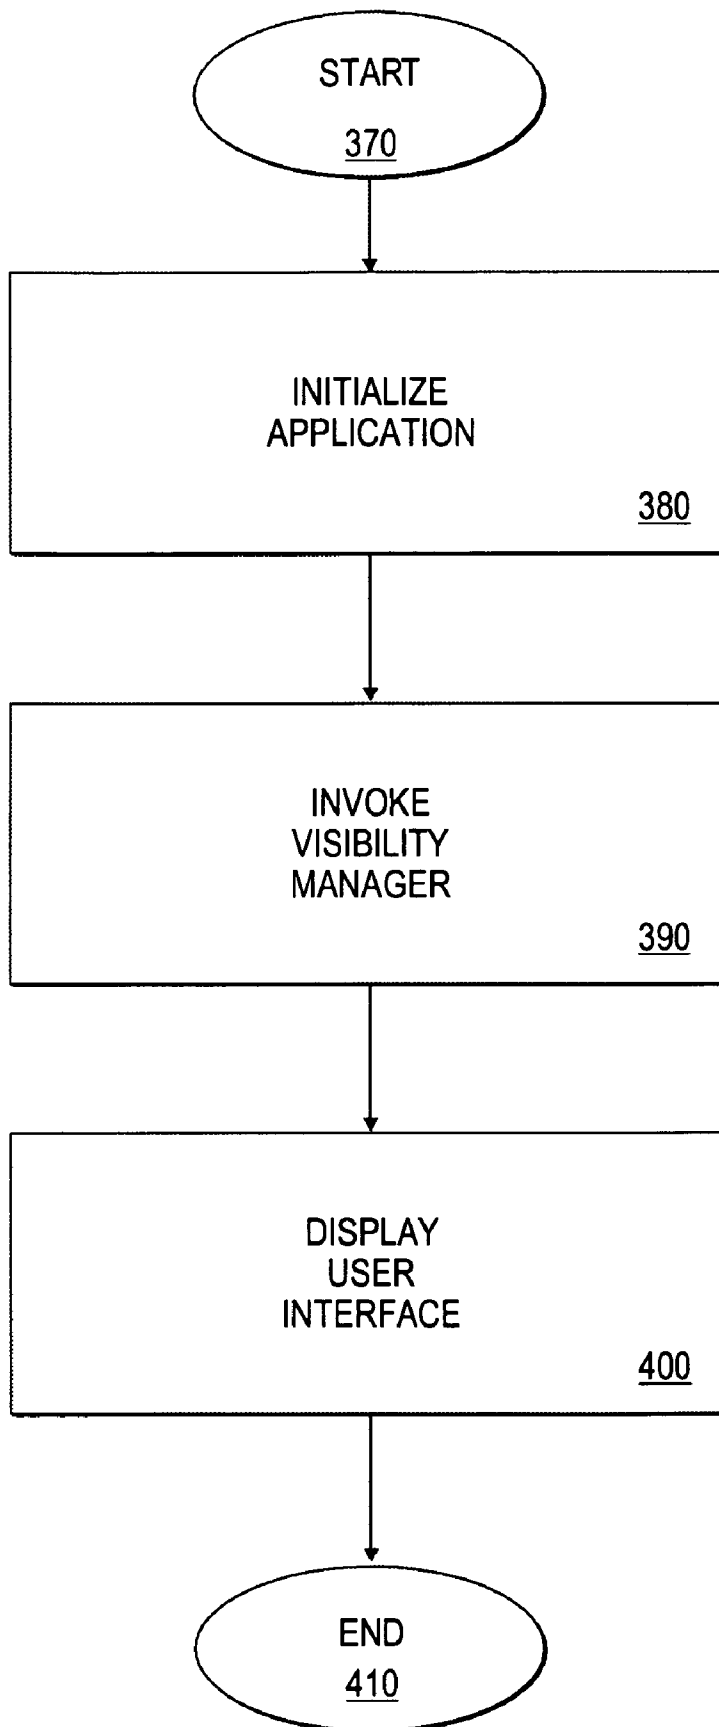 START
370
INITIALIZE
APPLICATION
380
INVOKE
VISIBILITY
MANAGER
390
DISPLAY
USER
INTERFACE
400
END
410